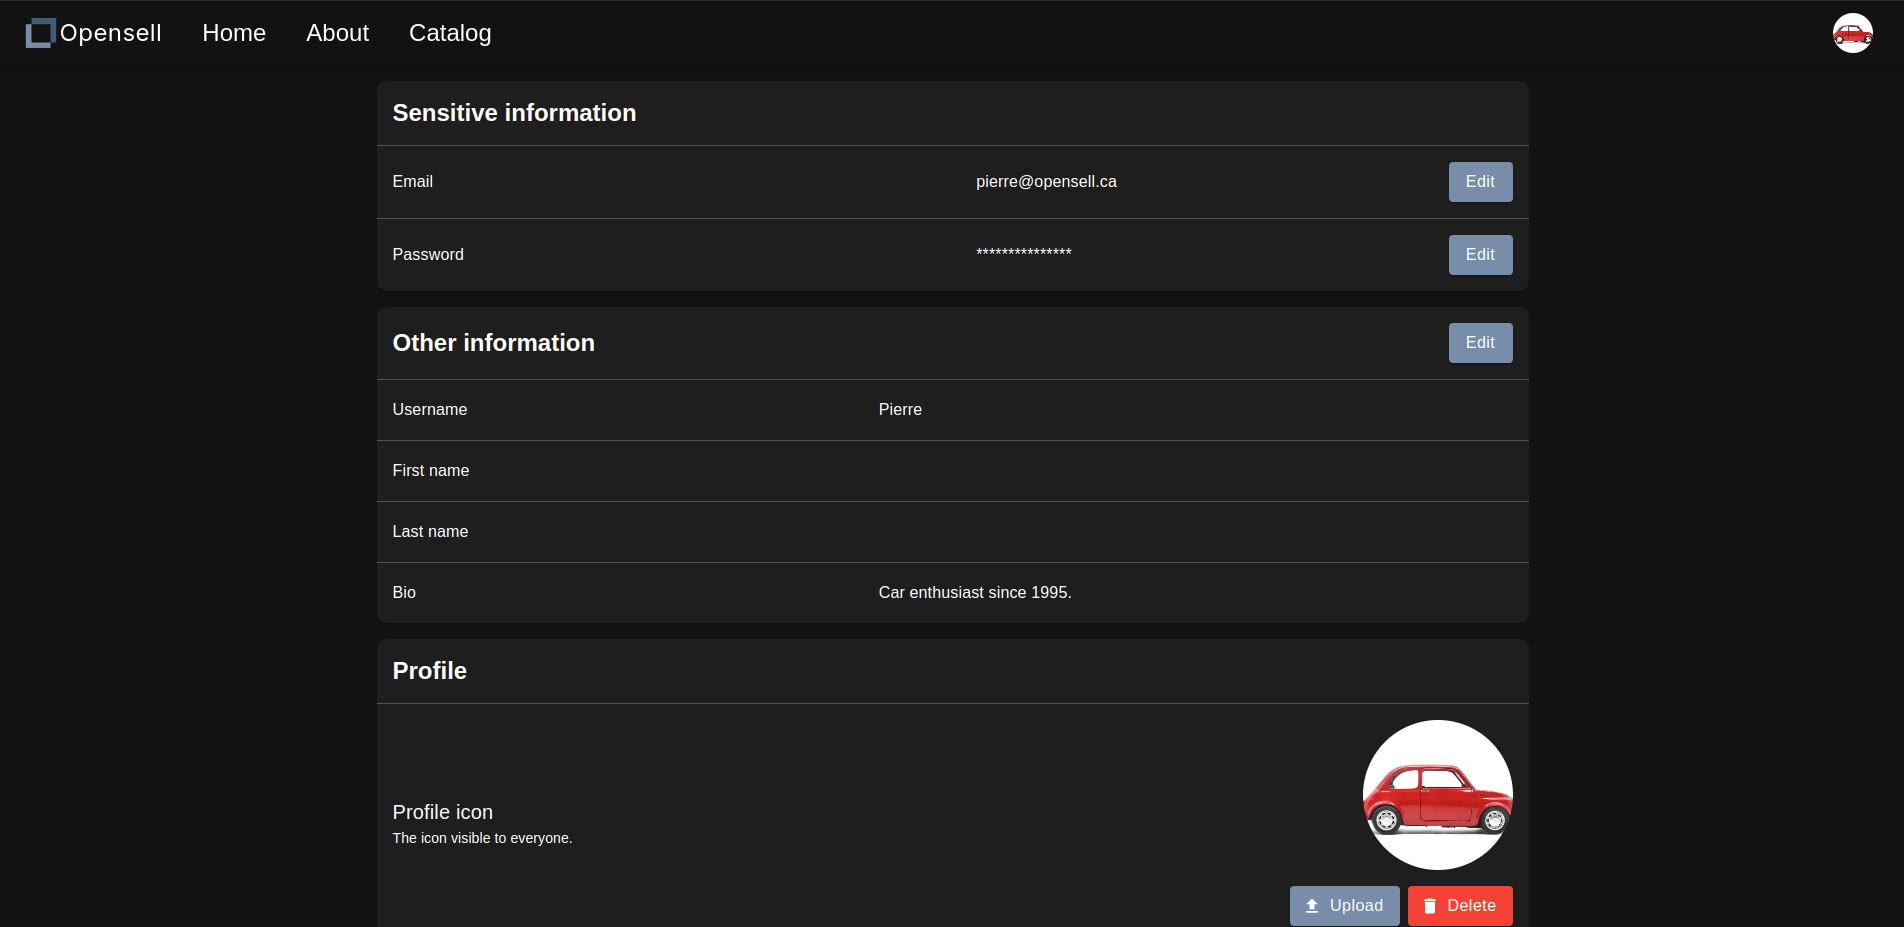 Opensell Home About Catalog
Sensitive information
Email pierre@opensell.ca Edit
Password *************** Edit
Other information Edit
Username Pierre
First name
Last name
Bio Car enthusiast since 1995.
Profile
Profile icon
The icon visible to everyone.
Upload Delete